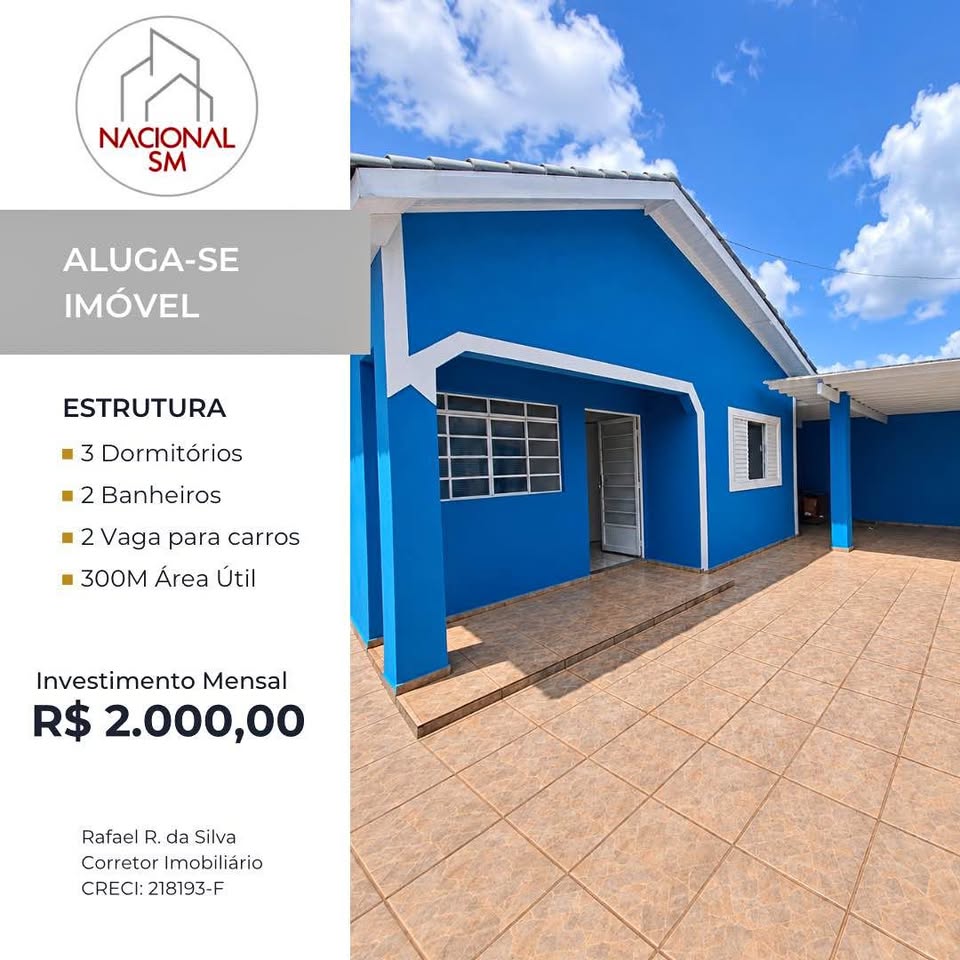 NACIONAL
SM
ALUGA-SE
IMÓVEL
ESTRUTURA
3 Dormitórios
2 Banheiros
2 Vaga para carros
300M Área Útil
Investimento Mensal
R$ 2.000,00
Rafael R. da Silva
Corretor Imobiliário
CRECI: 218193-F